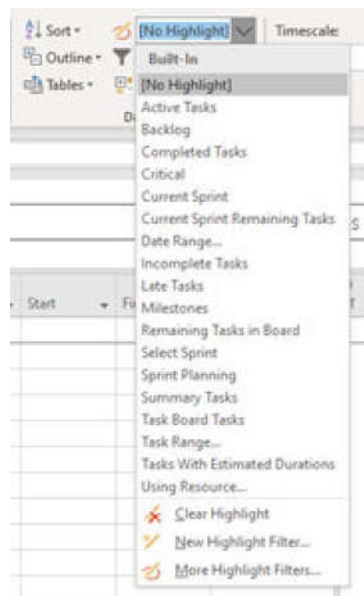 Sort
[No Highlight]
Timescale:
Outline
Built-In
Tables
[No Highlight]
Active Tasks
Backlog
Completed Tasks
Critical
Current Sprint
Current Sprint Remaining Tasks
Date Range...
Incomplete Tasks
Late Tasks
Start
Milestones
Remaining Tasks in Board
Select Sprint
Sprint Planning
Summary Tasks
Task Board Tasks
Task Range...
Tasks With Estimated Durations
Using Resource...
Clear Highlight
New Highlight Filter...
More Highlight Filters...